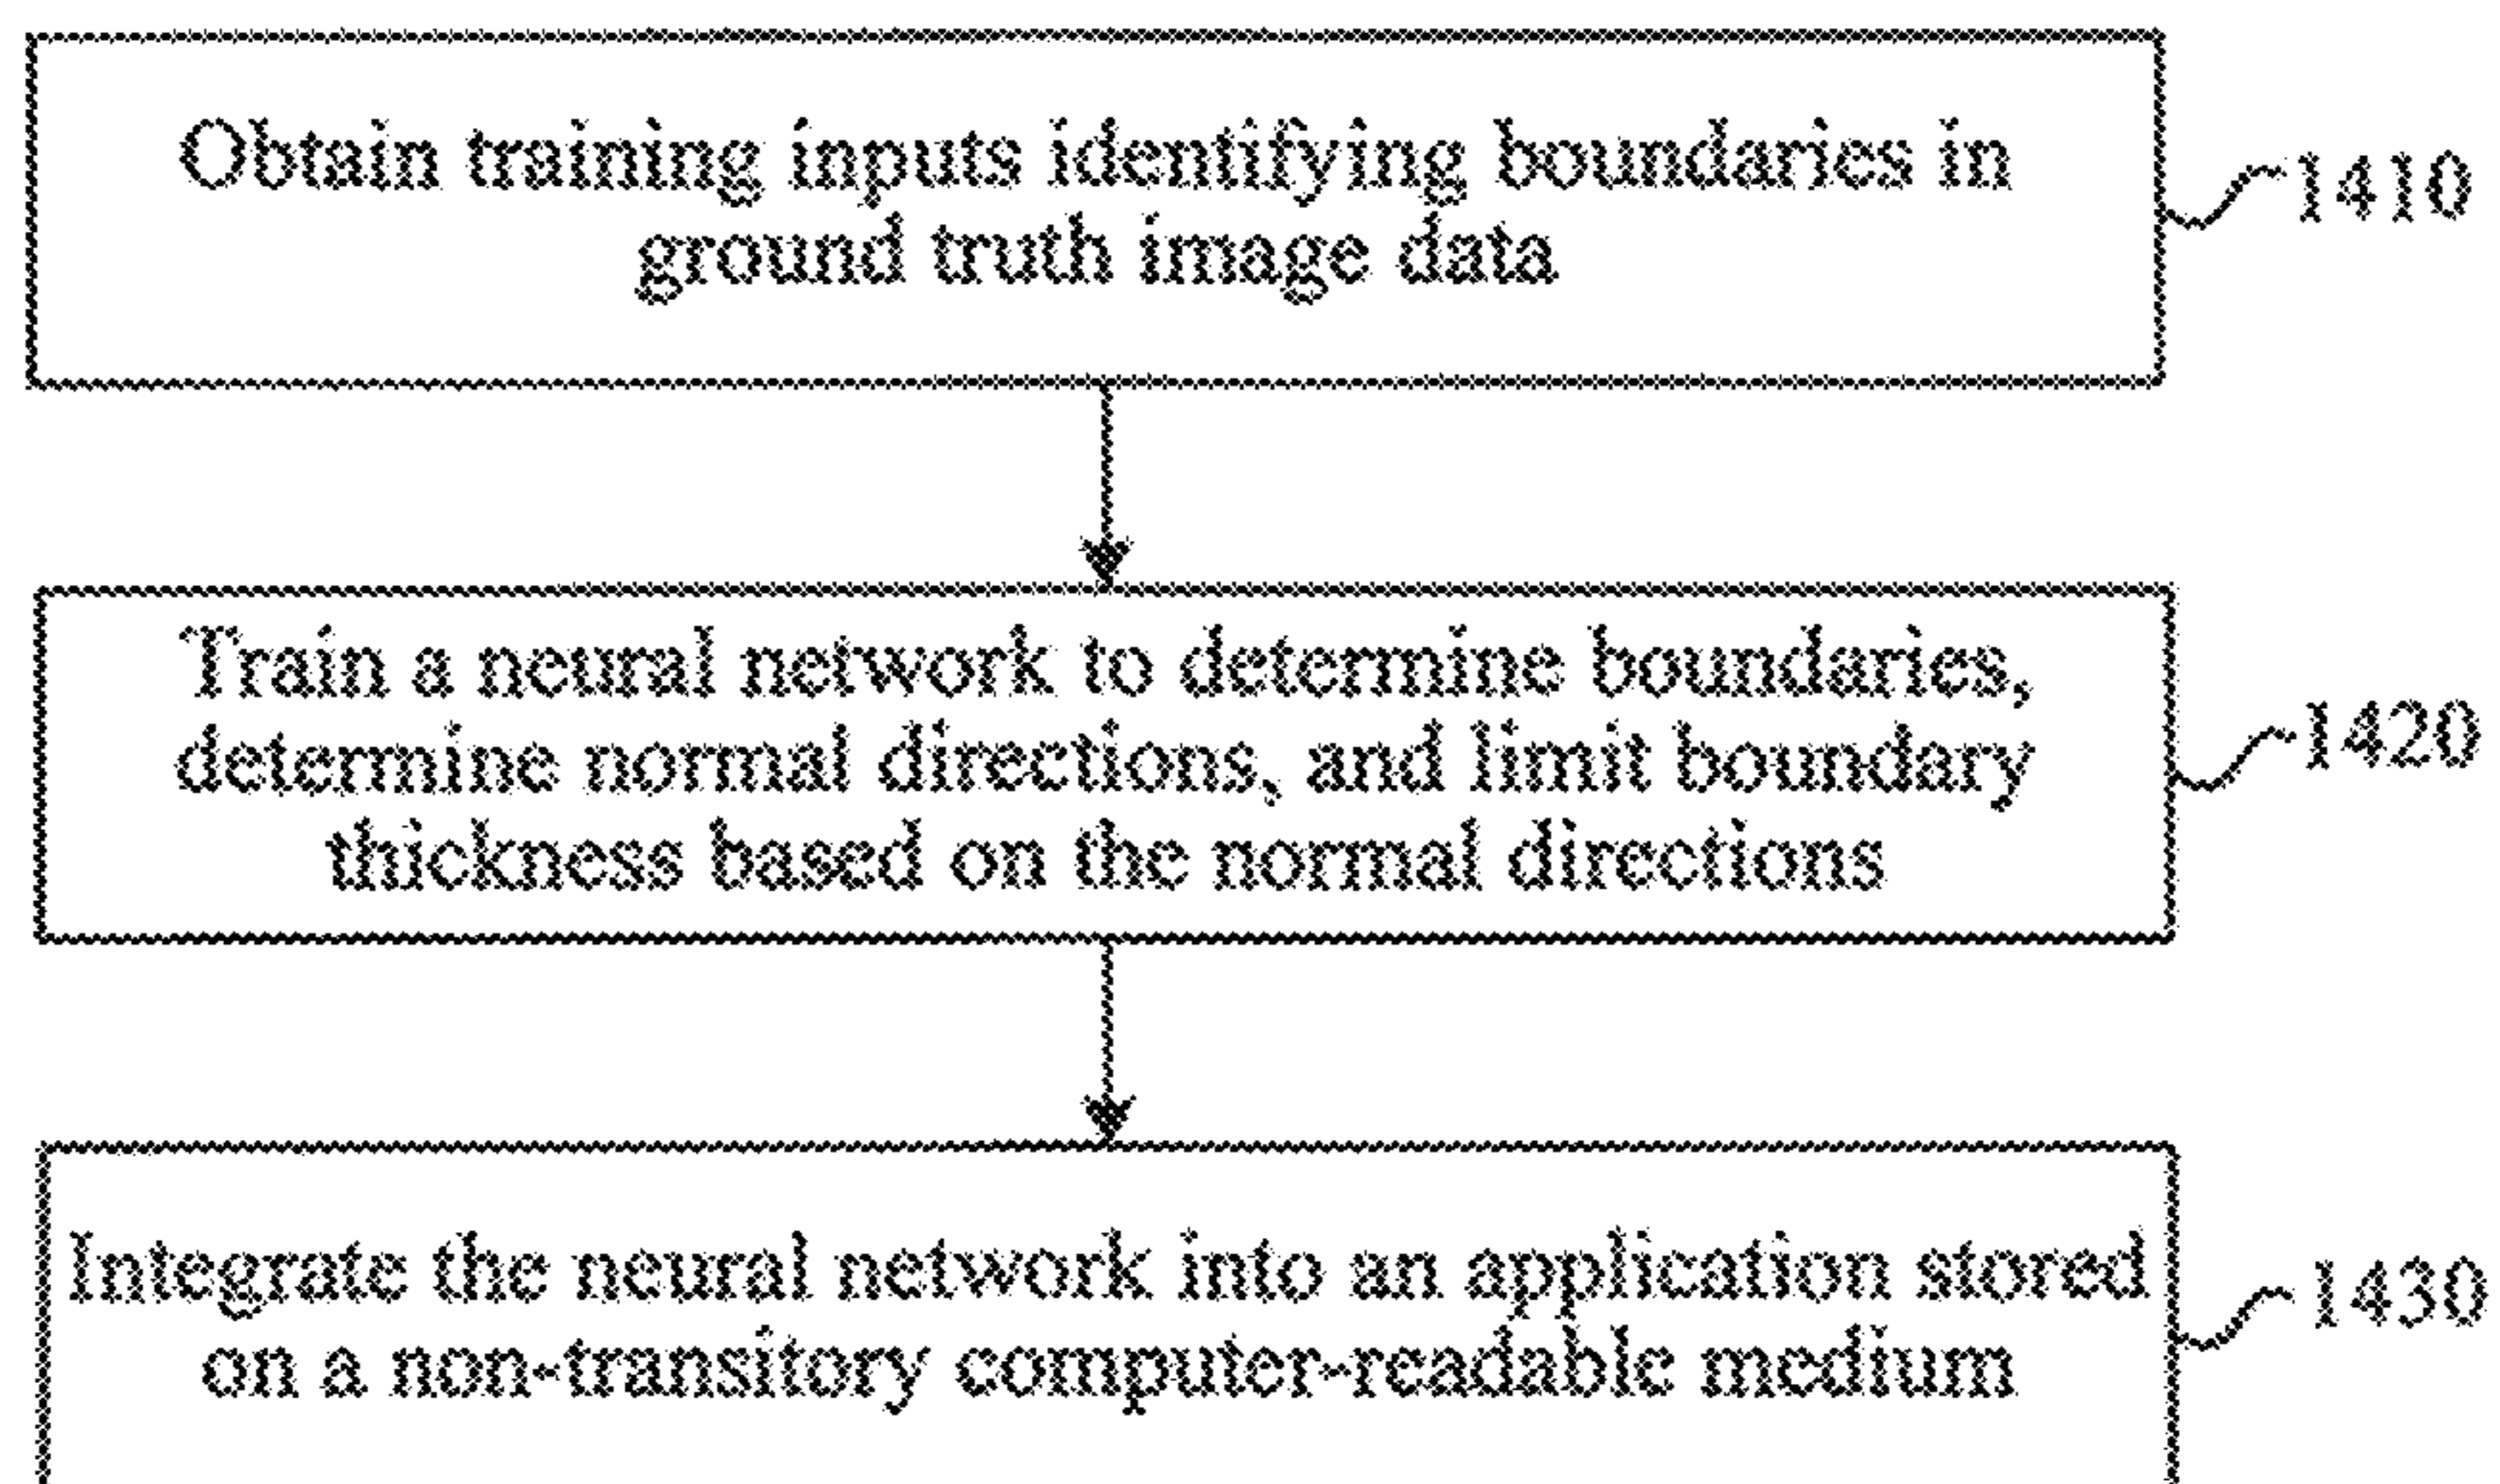 Obtain training inputs identifying boundaries in
ground truth image data
1410
Train a neural network to determine boundaries,
determine normal directions, and limit boundary
thickness based on the normal directions
1420
Integrate the neural network into an application stored
on a non-transitory computer-readable medium
1430